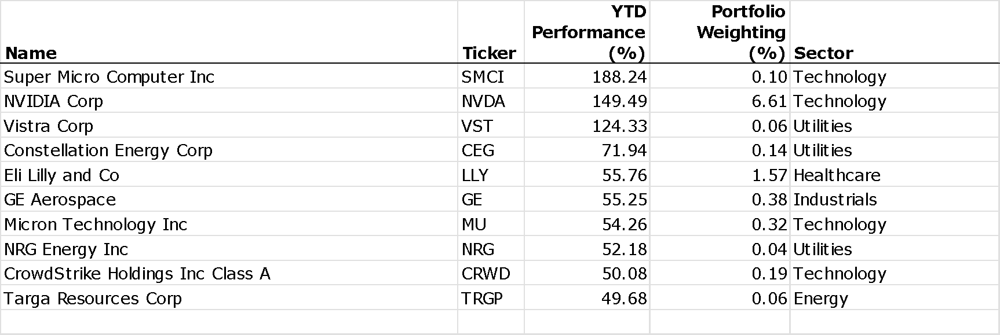 YTD Portfolio
Performance Weighting
Name Ticker (%) (%) Sector
Super Micro Computer Inc SMCI 188.24 0.10 Technology
NVIDIA Corp NVDA 149.49 6.61 Technology
Vistra Corp VST 124.33 0.06 Utilities
Constellation Energy Corp CEG 71.94 0.14 Utilities
Eli Lilly and Co LLY 55.76 1.57 Healthcare
GE Aerospace GE 55.25 0.38 Industrials
Micron Technology Inc MU 54.26 0.32 Technology
NRG Energy Inc NRG 52.18 0.04 Utilities
CrowdStrike Holdings Inc Class A CRWD 50.08 0.19 Technology
Targa Resources Corp TRGP 49.68 0.06 Energy